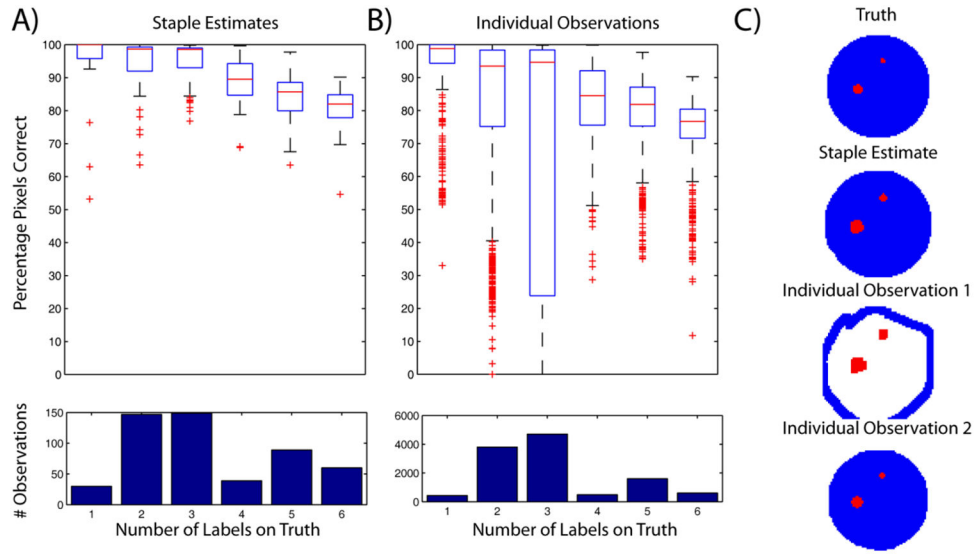 A)
Staple Estimates
Percentage Pixels Correct
100
90
80
70
60
50
40
30
20
10
0
# Observations
150
100
50
0
1 2 3 4 5 6
Number of Labels on Truth
B)
Individual Observations
100
90
80
70
60
50
40
30
20
10
0
6000
4000
2000
0
1 2 3 4 5 6
Number of Labels on Truth
C)
Truth
Staple Estimate
Individual Observation 1
Individual Observation 2